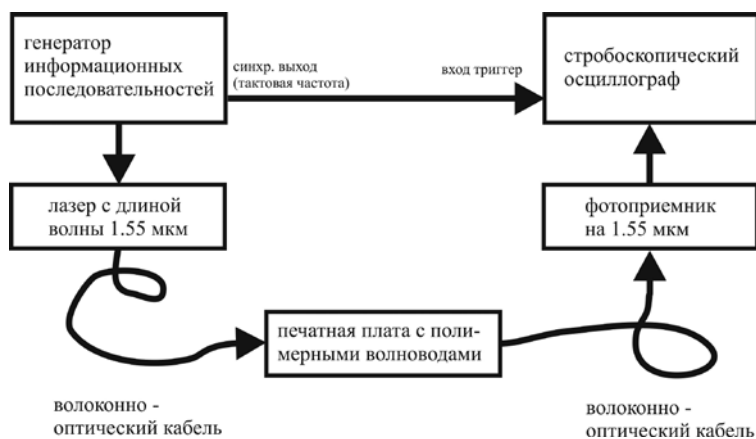 генератор
информационных
последовательностей
синхр. выход
(тактовая частота)
вход триггер
стробоскопический
осциллограф
лазер с длиной
волны 1.55 мкм
фотоприемник
на 1.55 мкм
печатная плата с поли-
мерными волноводами
волоконно -
оптический кабель
волоконно -
оптический кабель